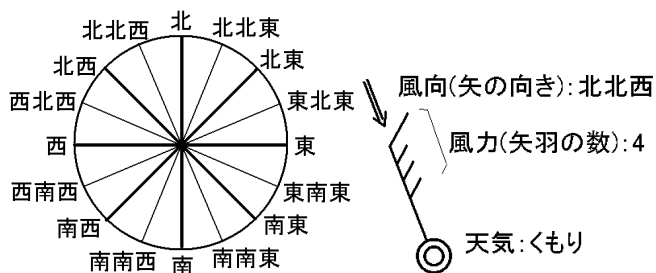 北
北北東
北東
東北東
東
東南東
南東
南南東
南
南南西
南西
西南西
西
西北西
北西
北北西
風向(矢の向き):北北西
風力(矢羽の数):4
天気:くもり